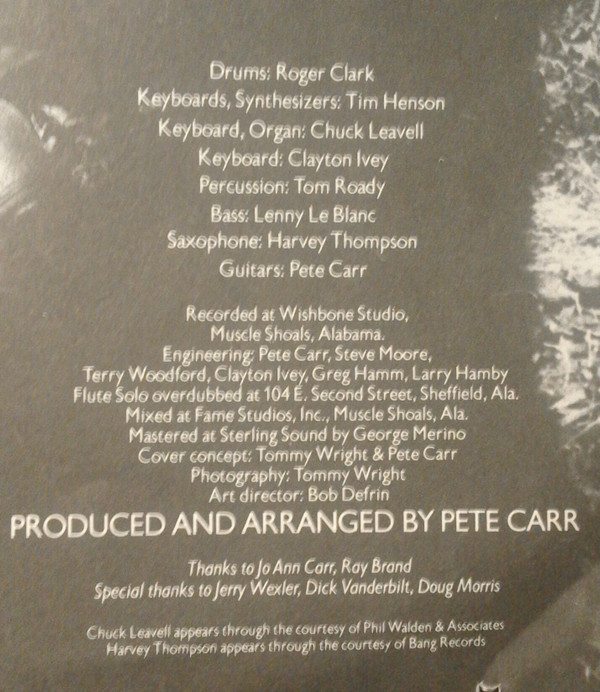 Drums: Roger Clark
Keyboards, Synthesizers: Tim Henson
Keyboard, Organ: Chuck Leavell
Keyboard: Clayton Ivey
Percussion: Tom Roady
Bass: Lenny Le Blanc
Saxophone: Harvey Thompson
Guitars: Pete Carr
Recorded at Wishbone Studio,
Muscle Shoals, Alabama.
Engineering: Pete Carr, Steve Moore,
Terry Woodford, Clayton Ivey, Greg Hamm, Larry Hamby
Flute Solo overdubbed at 104 E. Second Street, Sheffield, Ala.
Mixed at Fame Studios, Inc., Muscle Shoals, Ala.
Mastered at Sterling Sound by George Merino
Cover concept: Tommy Wright & Pete Carr
Photography: Tommy Wright
Art director: Bob Defrin
PRODUCED AND ARRANGED BY PETE CARR
Thanks to Jo Ann Carr, Ray Brand
Special thanks to Jerry Wexler, Dick Vanderbilt, Doug Morris
Chuck Leavell appears through the courtesy of Phil Walden & Associates
Harvey Thompson appears through the courtesy of Bang Records